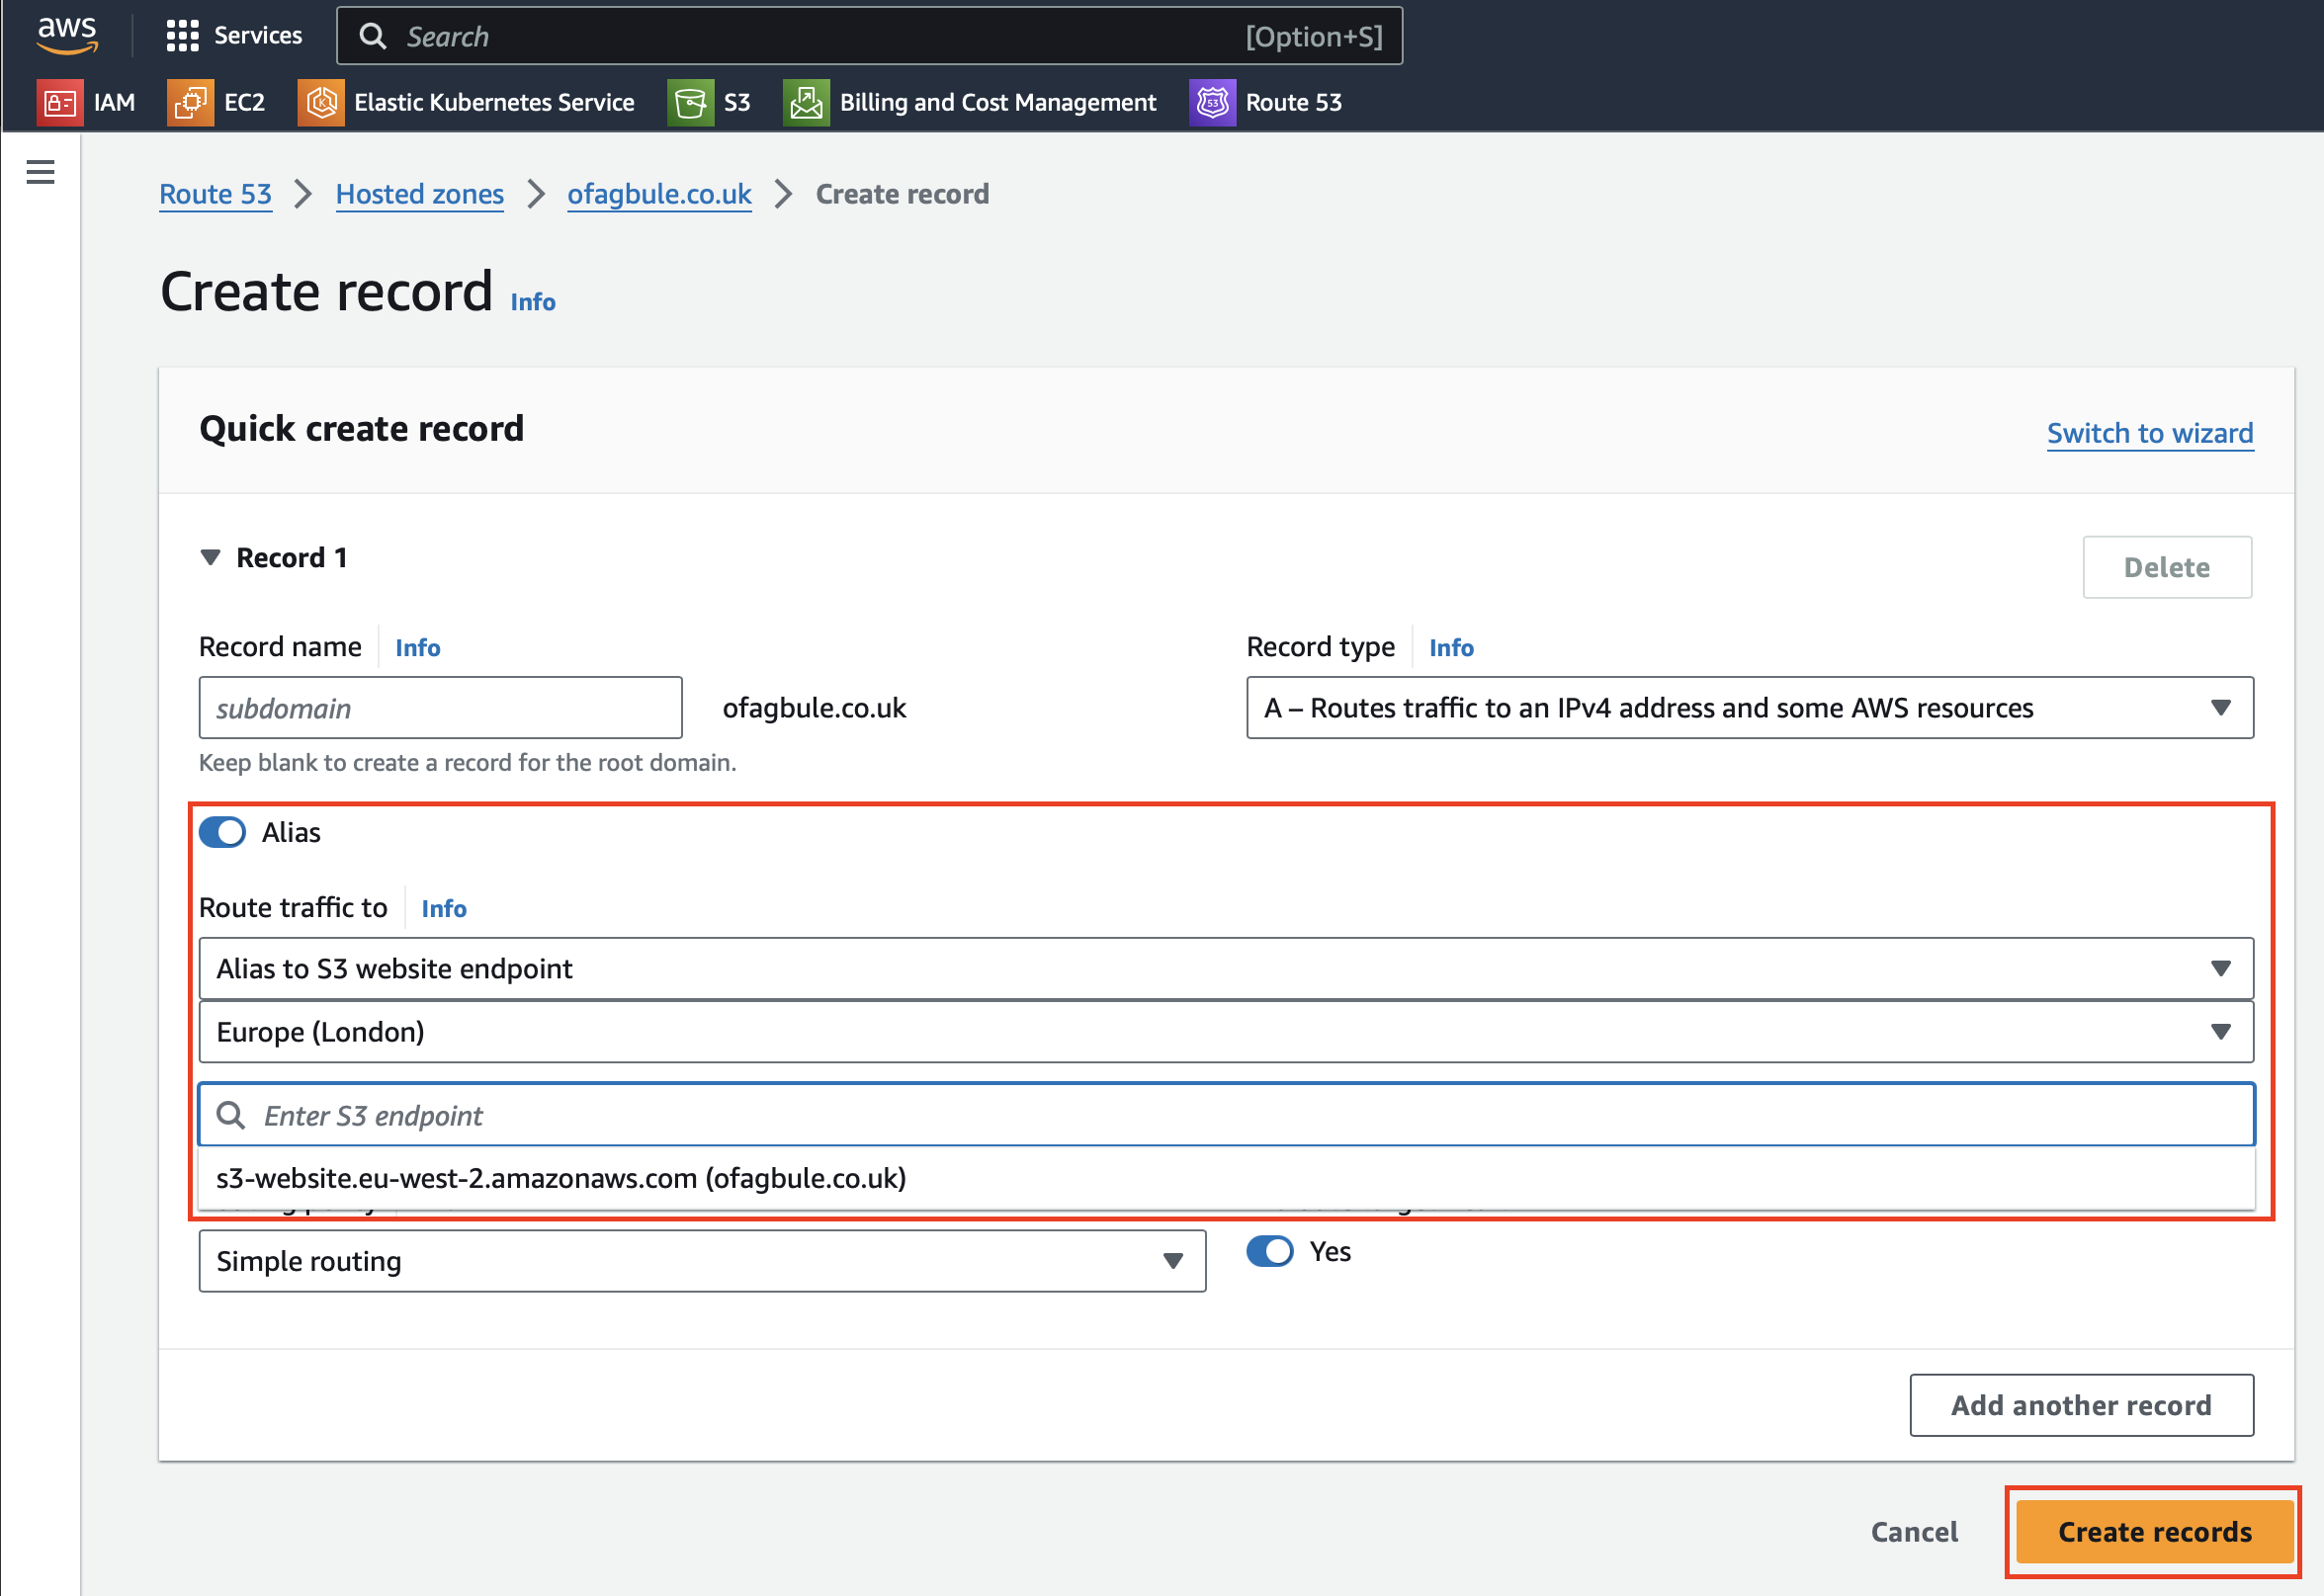 aws
Services
Search
[Option+S]
IAM
EC2
Elastic Kubernetes Service
S3
Billing and Cost Management
53
Route 53
Route 53
Hosted zones
ofagbule.co.uk
Create record
Create record
Info
Quick create record
Switch to wizard
Record 1
Delete
Record name
Info
Record type
Info
subdomain
ofagbule.co.uk
A – Routes traffic to an IPv4 address and some AWS resources
Keep blank to create a record for the root domain.
Alias
Route traffic to
Info
Alias to S3 website endpoint
Europe (London)
Enter S3 endpoint
s3-website.eu-west-2.amazonaws.com (ofagbule.co.uk)
Simple routing
Yes
Add another record
Cancel
Create records